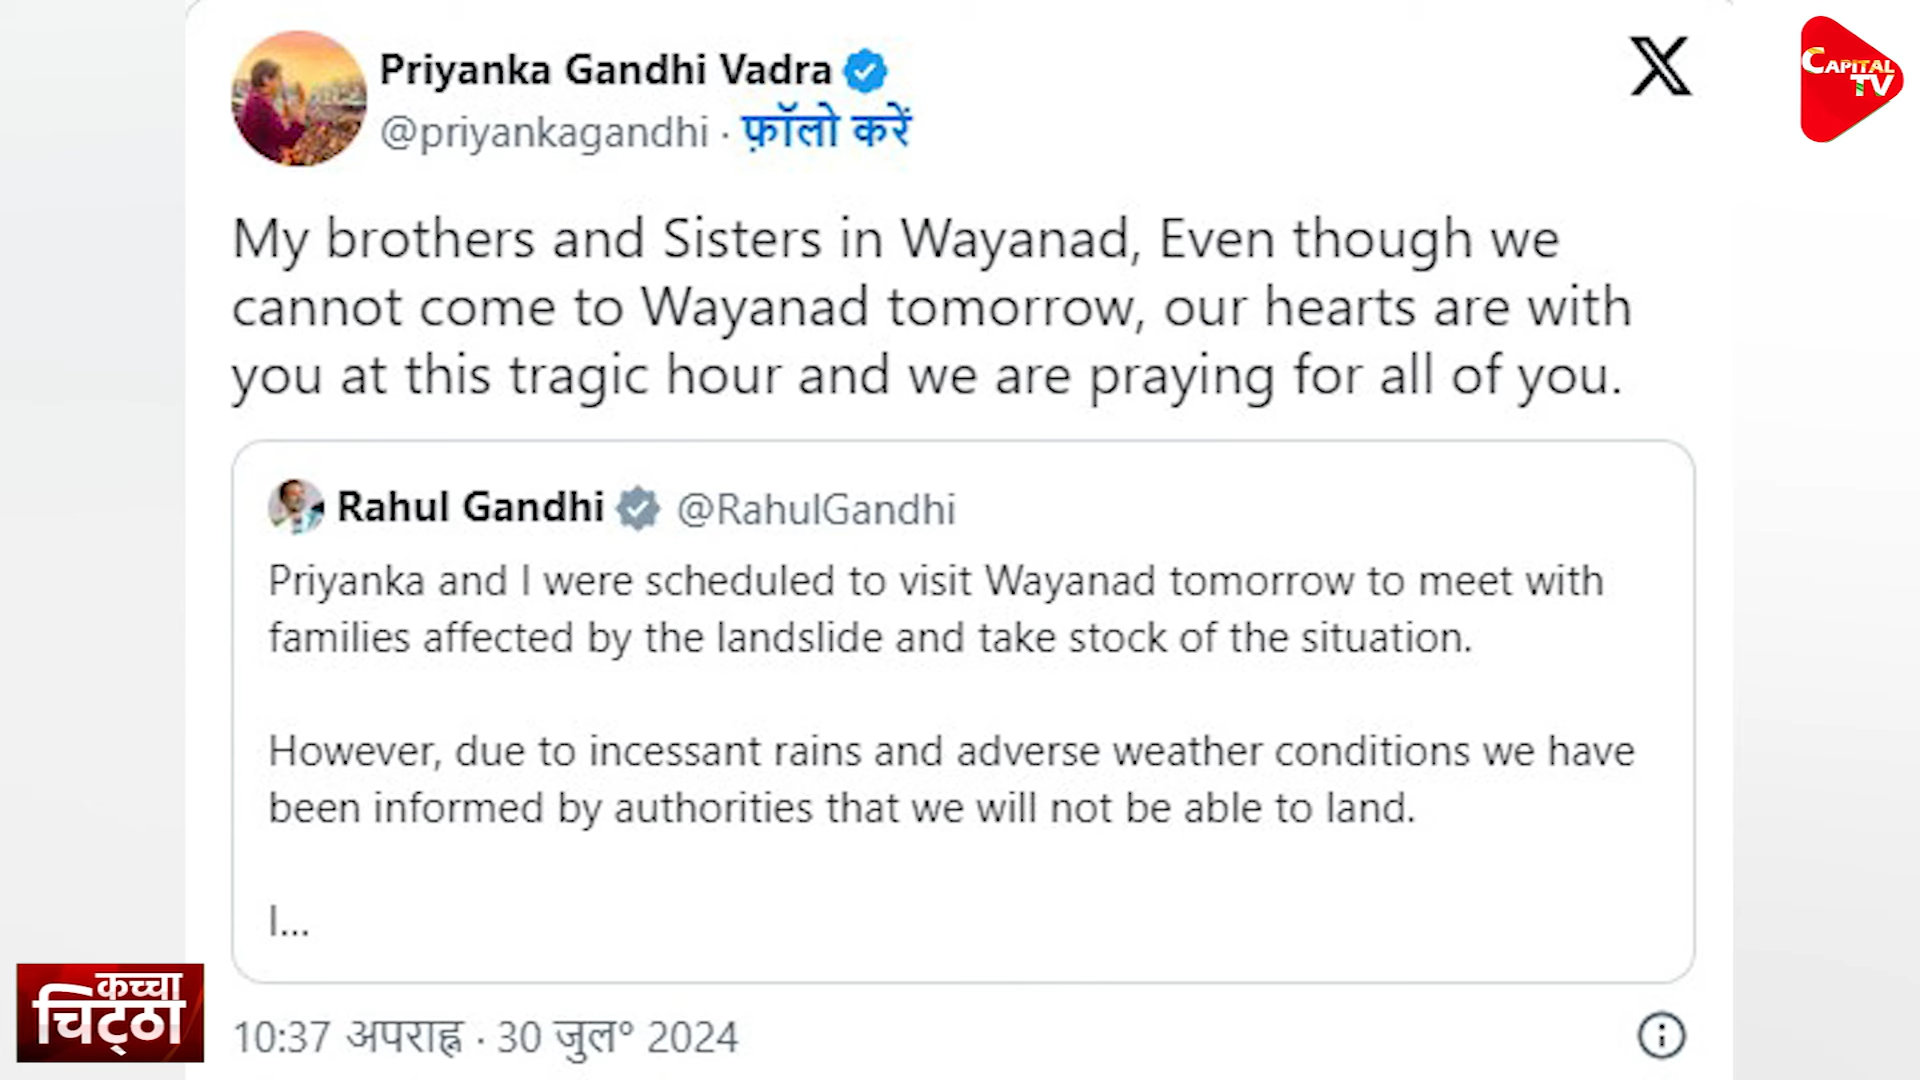 Priyanka Gandhi Vadra
@priyankagandhi · फ़ॉलो करें
X
CAPITAL
TV
My brothers and Sisters in Wayanad, Even though we
cannot come to Wayanad tomorrow, our hearts are with
you at this tragic hour and we are praying for all of you.
Rahul Gandhi @RahulGandhi
Priyanka and I were scheduled to visit Wayanad tomorrow to meet with
families affected by the landslide and take stock of the situation.
However, due to incessant rains and adverse weather conditions we have
been informed by authorities that we will not be able to land.
I...
कच्चा
चिट्ठा
10:37 अपराह्न · 30 जुल॰ 2024